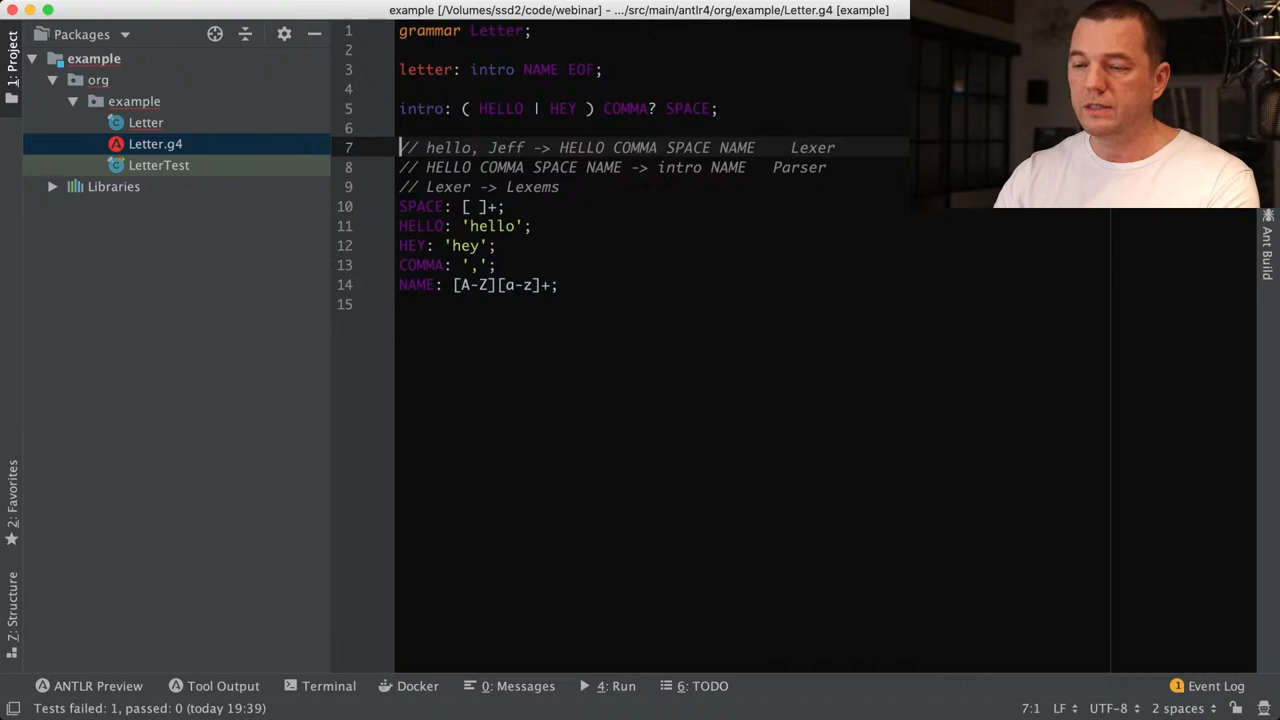 example [/Volumes/ssd2/code/webinar] - .../src/main/antlr4/org/example/Letter.g4 [example]
1: Project
Packages
example
org
example
Letter
Letter.g4
LetterTest
Libraries
1 grammar Letter;
2
3 letter: intro NAME EOF;
4
5 intro: ( HELLO | HEY ) COMMA? SPACE;
6
7 // hello, Jeff -> HELLO COMMA SPACE NAME    Lexer
8 // HELLO COMMA SPACE NAME -> intro NAME   Parser
9 // Lexer -> Lexems
10 SPACE: [ ]+;
11 HELLO: 'hello';
12 HEY: 'hey';
13 COMMA: ',';
14 NAME: [A-Z][a-z]+;
15
Ant Build
2: Favorites
Z: Structure
ANTLR Preview
Tool Output
Terminal
Docker
0: Messages
4: Run
6: TODO
1 Event Log
Tests failed: 1, passed: 0 (today 19:39)
7:1 LF UTF-8 2 spaces